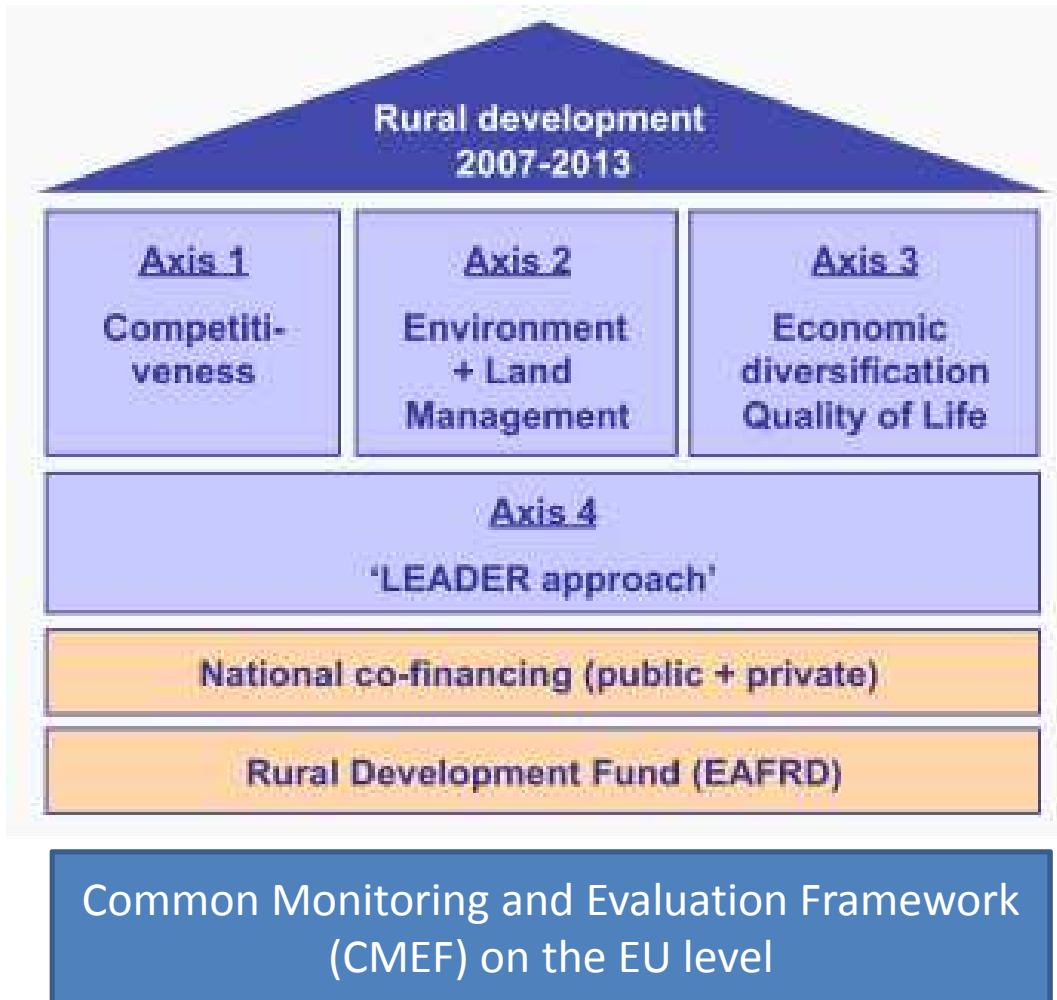 Rural development
2007-2013
Axis 1
Competiti-
veness
Axis 2
Environment
+ Land
Management
Axis 3
Economic
diversification
Quality of Life
Axis 4
‘LEADER approach’
National co-financing (public + private)
Rural Development Fund (EAFRD)
Common Monitoring and Evaluation Framework
(CMEF) on the EU level